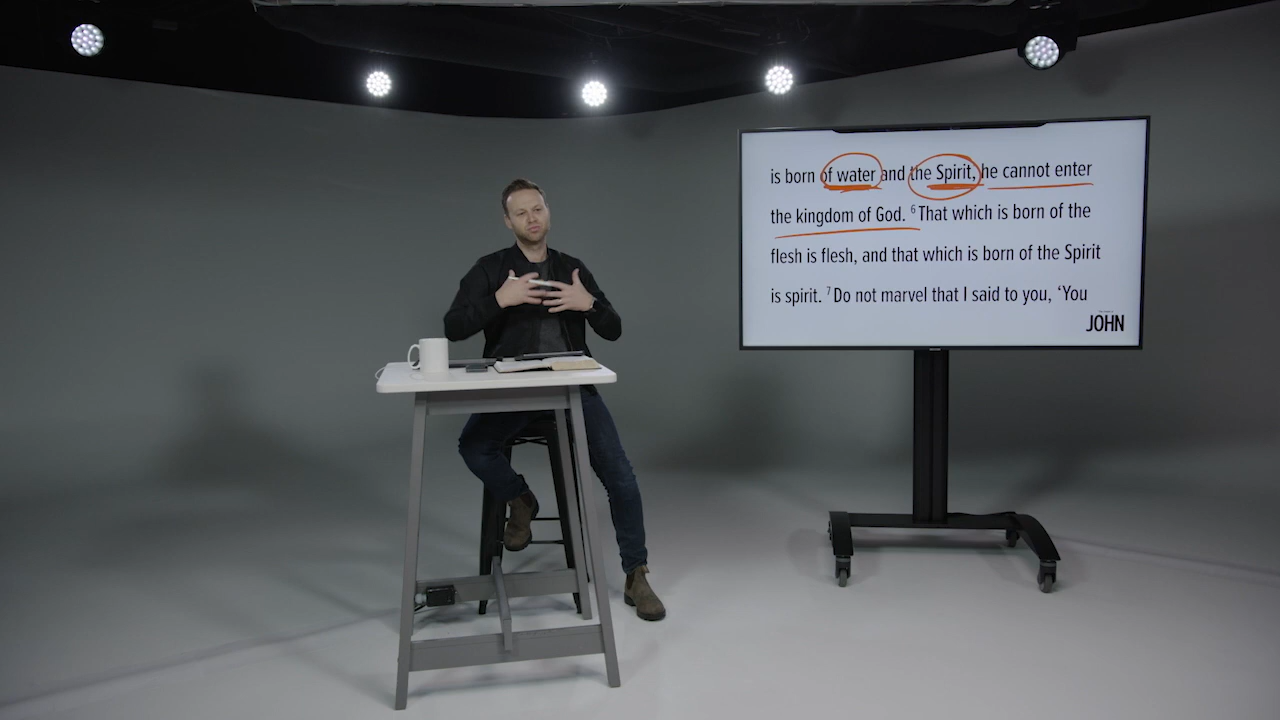 is born of water and the Spirit, he cannot enter
the kingdom of God. ⁶ That which is born of the
flesh is flesh, and that which is born of the Spirit
is spirit. ⁷ Do not marvel that I said to you, ‘You
JOHN